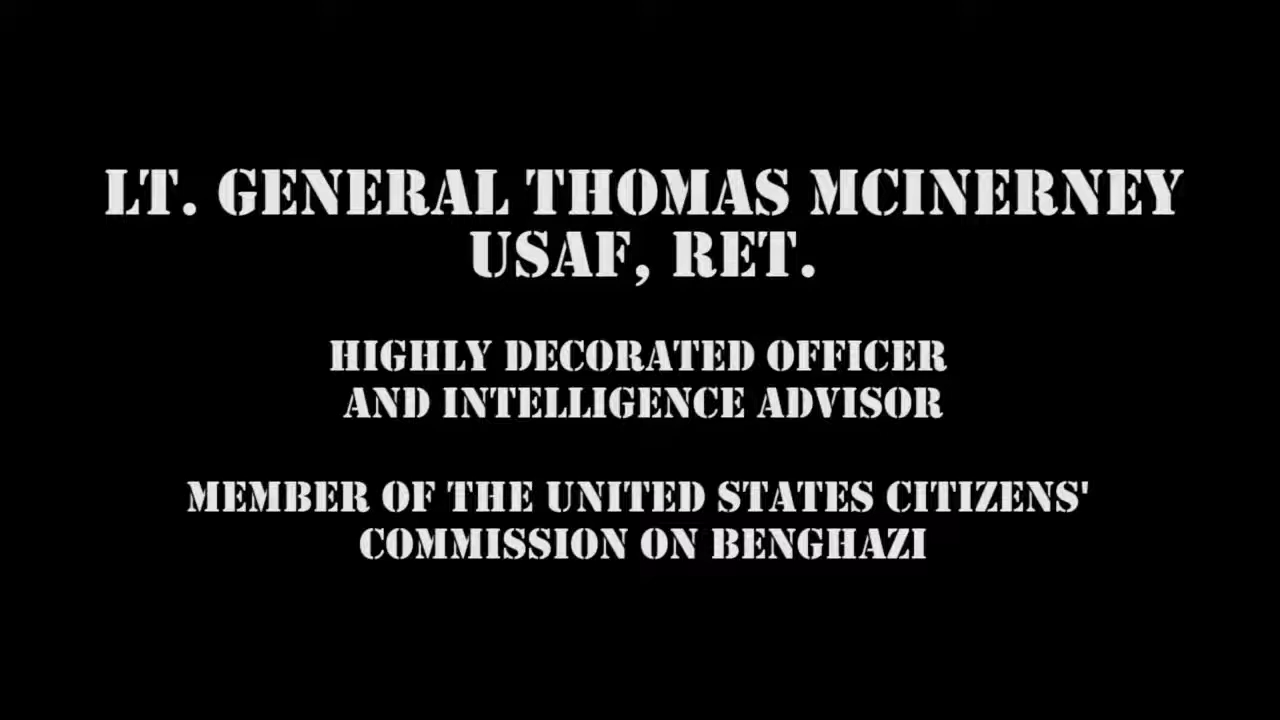 LT. GENERAL THOMAS MCINERNEY
USAF, RET.
HIGHLY DECORATED OFFICER
AND INTELLIGENCE ADVISOR
MEMBER OF THE UNITED STATES CITIZENS'
COMMISSION ON BENGHAZI